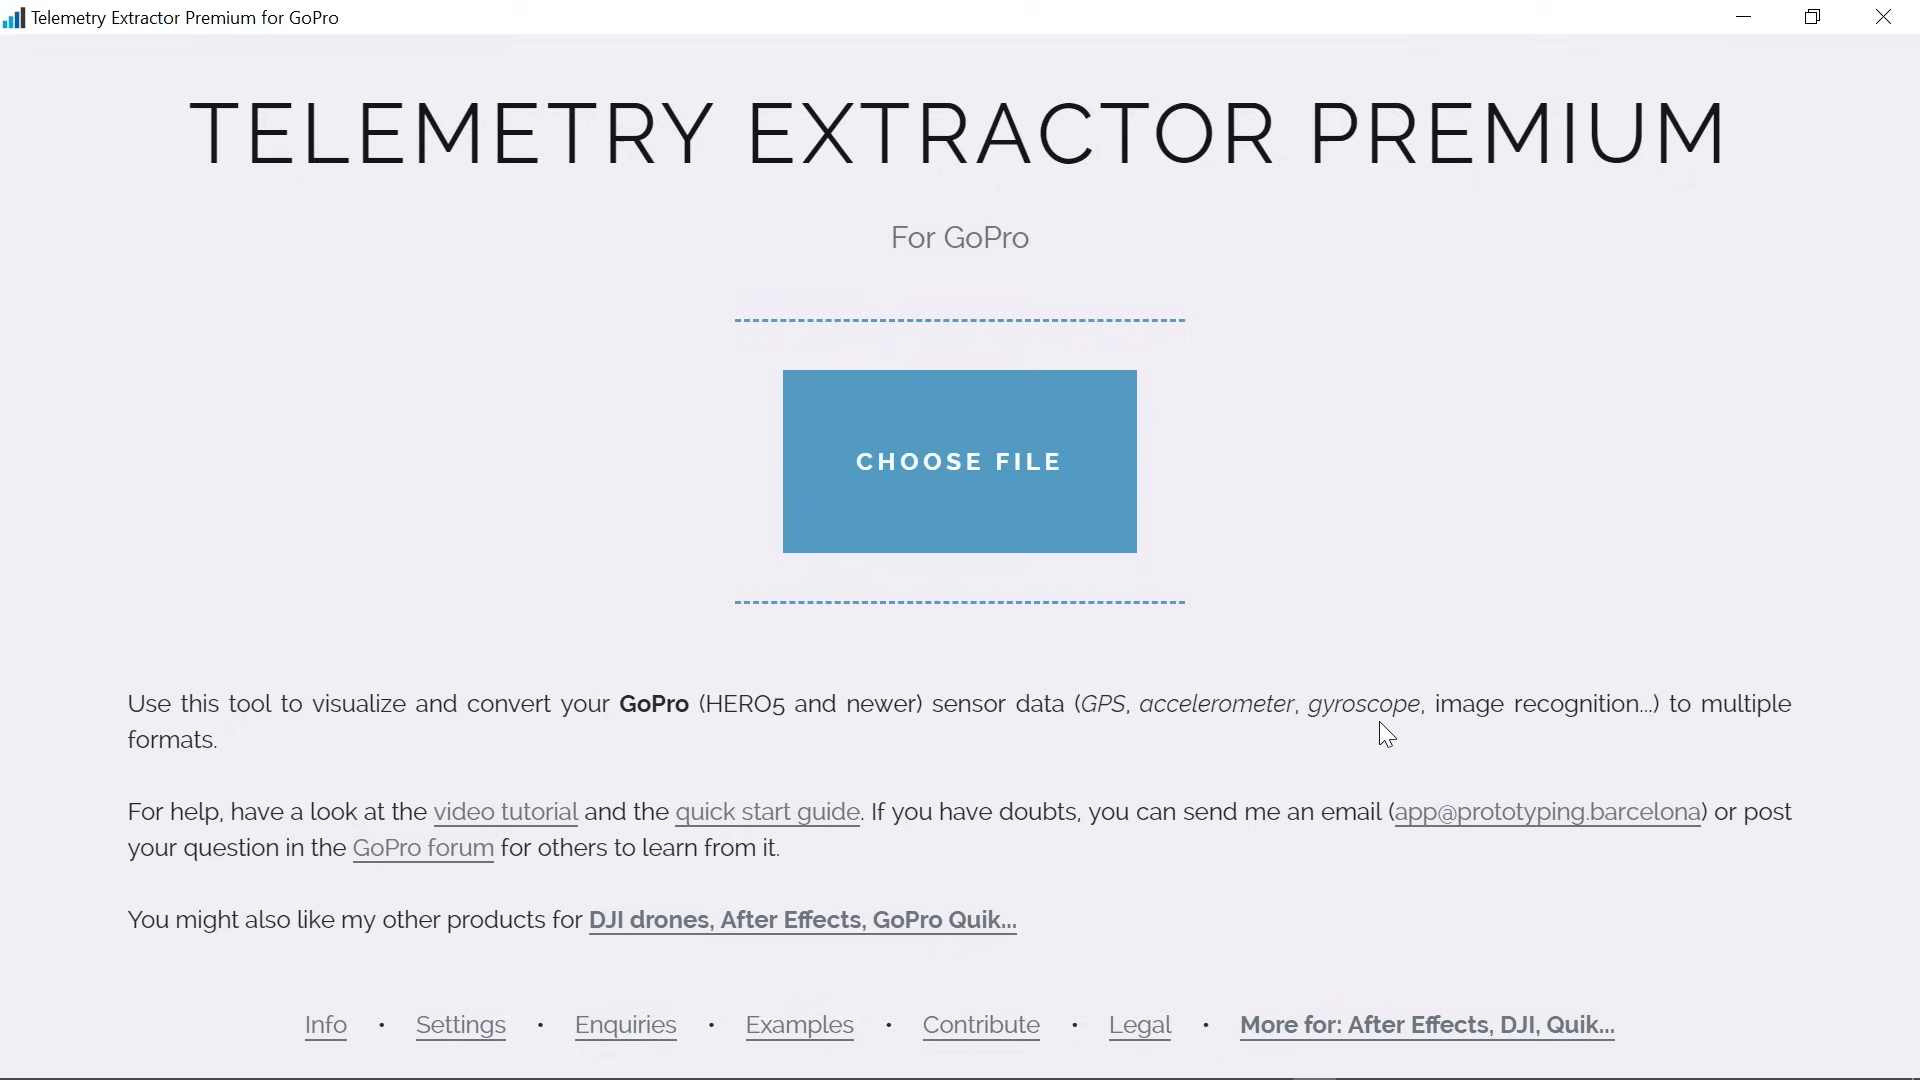 Telemetry Extractor Premium for GoPro
TELEMETRY EXTRACTOR PREMIUM
For GoPro
CHOOSE FILE
Use this tool to visualize and convert your GoPro (HERO5 and newer) sensor data (GPS, accelerometer, gyroscope, image recognition...) to multiple
formats.
For help, have a look at the video tutorial and the quick start guide. If you have doubts, you can send me an email (app@prototyping.barcelona) or post
your question in the GoPro forum for others to learn from it.
You might also like my other products for DJI drones, After Effects, GoPro Quik...
Info • Settings • Enquiries • Examples • Contribute • Legal • More for: After Effects, DJI, Quik...